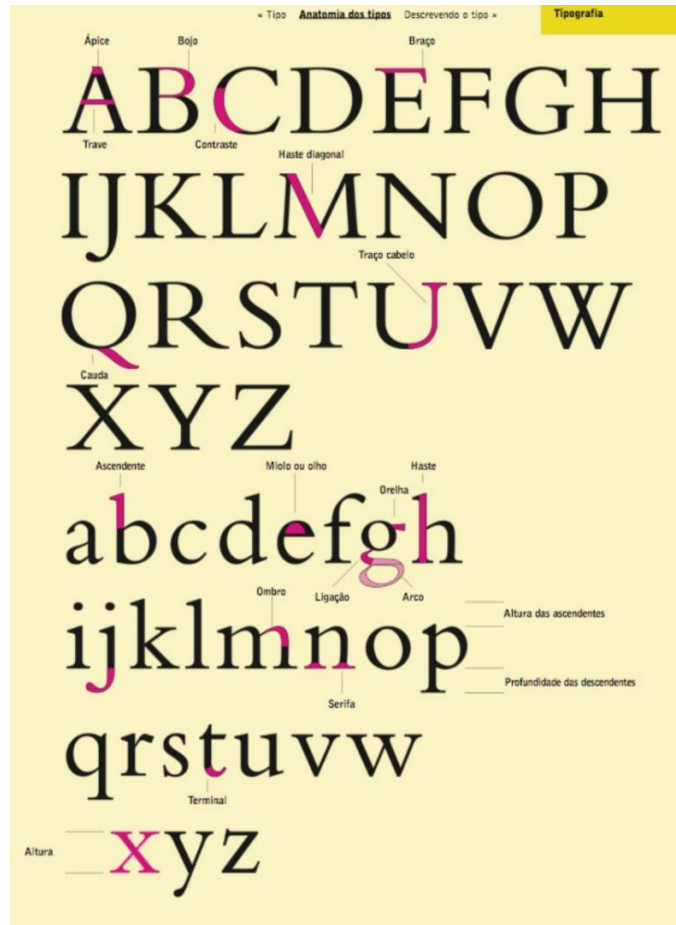 « Tipo Anatomia dos tipos Descrevendo o tipo » Tipografia
Ápice Bojo Braço
ABCDEFGH
Trave Contraste
Haste diagonal
IJKLMNOP
Traço cabelo
QRSTUVW
Cauda
XYZ
Ascendente Miolo ou olho Haste
Orelha
abcdefgh
Ligação Arco
Ombro
ijklmnop
Altura das ascendentes
Profundidade das descendentes
Serifa
qrstuvw
Terminal
Altura
xyz